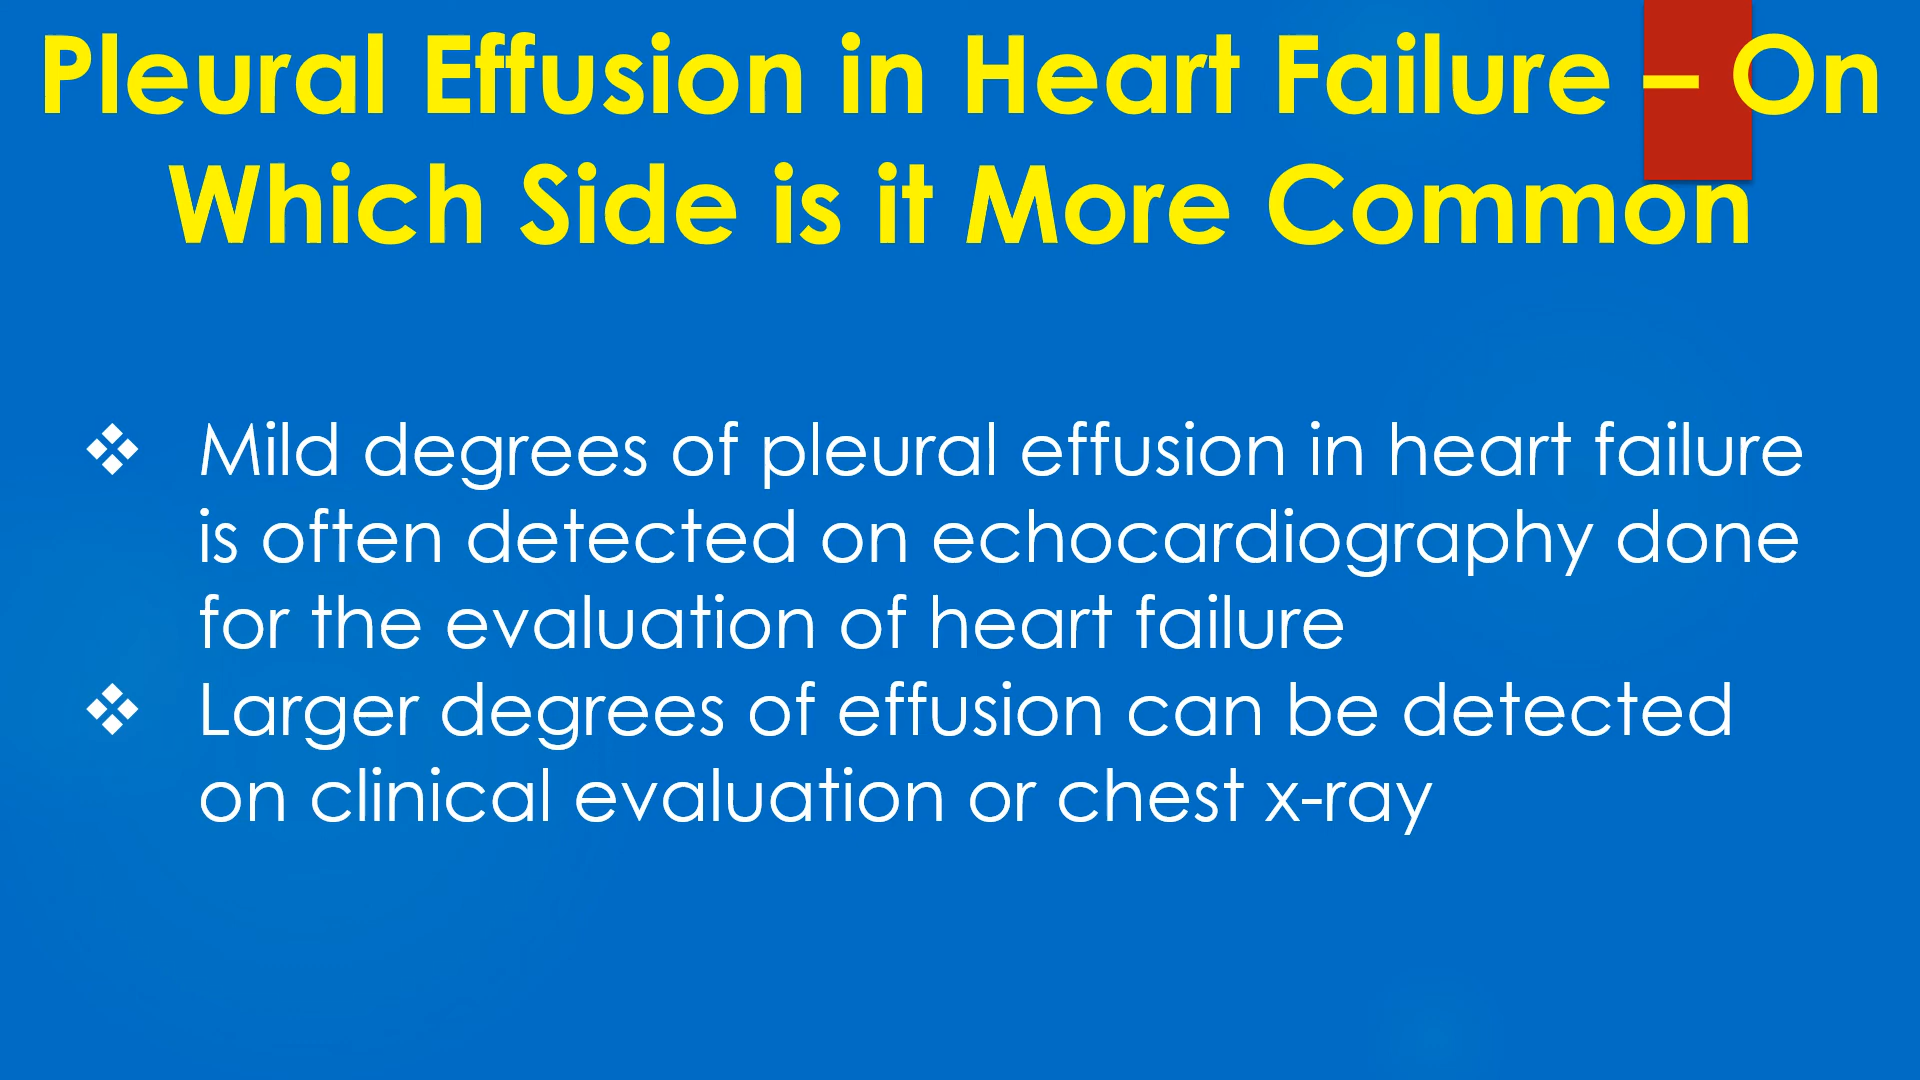 Pleural Effusion in Heart Failure – On
Which Side is it More Common
❖ Mild degrees of pleural effusion in heart failure
is often detected on echocardiography done
for the evaluation of heart failure
❖ Larger degrees of effusion can be detected
on clinical evaluation or chest x-ray